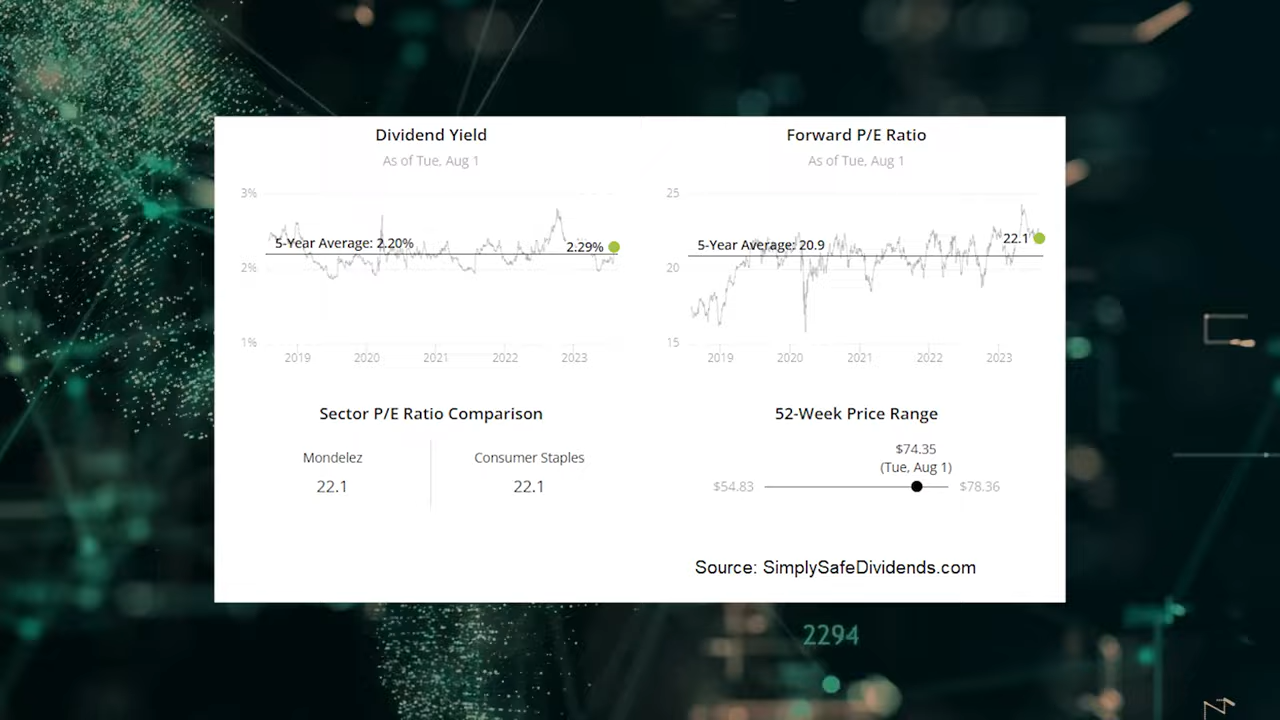 Dividend Yield
As of Tue, Aug 1
3%
5-Year Average: 2.20%
2.29%
2%
1%
2019 2020 2021 2022 2023
Forward P/E Ratio
As of Tue, Aug 1
25
22.1
5-Year Average: 20.9
20
15
2019 2020 2021 2022 2023
Sector P/E Ratio Comparison
Mondelez Consumer Staples
22.1 22.1
52-Week Price Range
$74.35
(Tue, Aug 1)
$54.83 $78.36
Source: SimplySafeDividends.com
2294